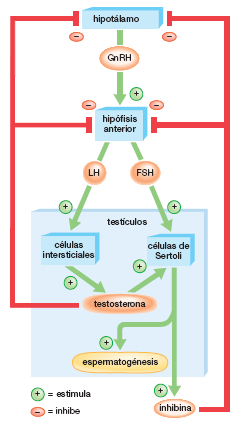 hipotálamo
−
−
GnRH
+
−
−
hipófisis
anterior
LH
FSH
+
+
testículos
células
intersticiales
células de
Sertoli
+
+
testosterona
+
espermatogénesis
+
inhibina
+ = estimula
− = inhibe